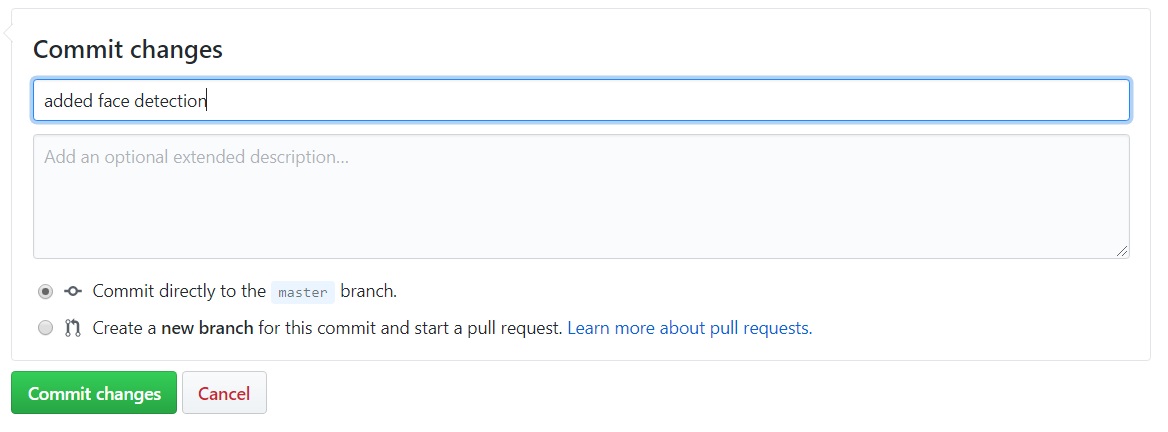 Commit changes
added face detection
Add an optional extended description...
Commit directly to the master branch.
Create a new branch for this commit and start a pull request. Learn more about pull requests.
Commit changes Cancel